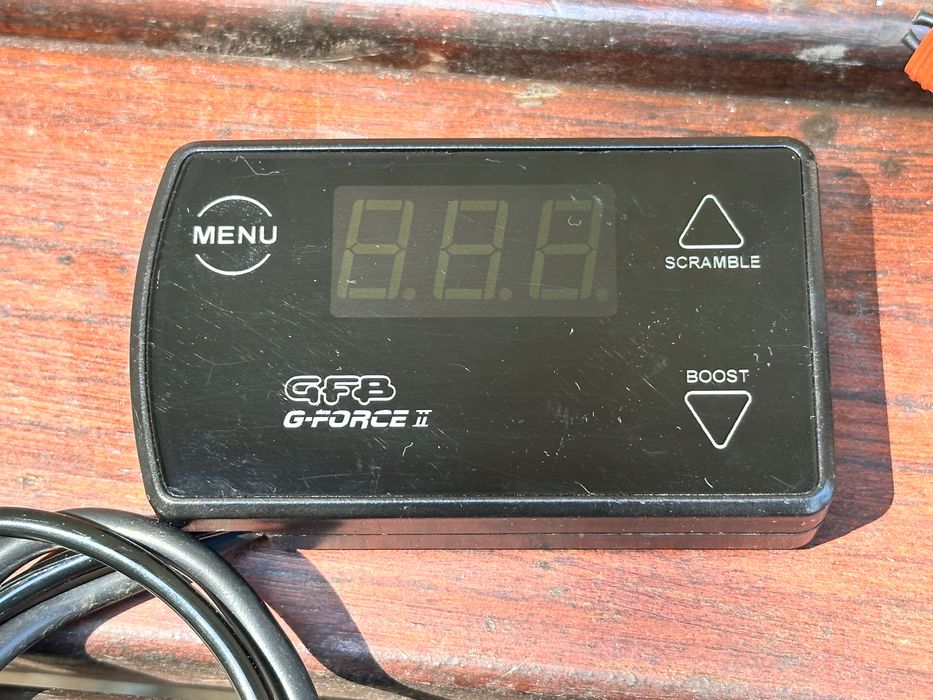 MENU
SCRAMBLE
BOOST
GFB
G-FORCE II